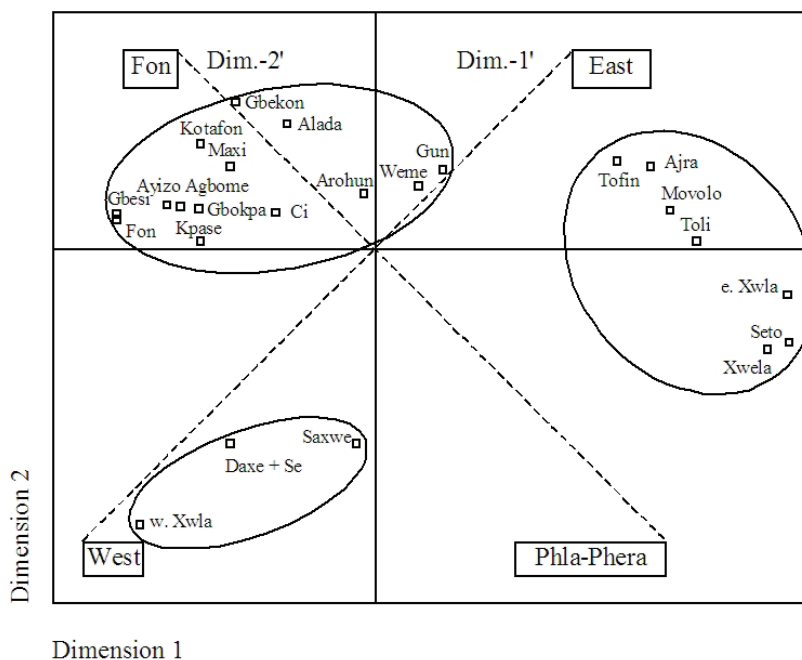 Fon
Dim.-2'
Dim.-1'
East
Gbekon
Alada
Kotafon
Maxi
Gun
Weme
Arohun
Ayizo Agbome
Gbesi
Gbokpa
Ci
Fon
Kpase
Tofin
Ajra
Movolo
Toli
e. Xwla
Seto
Xwela
Saxwe
Daxe + Se
w. Xwla
West
Phla-Phera
Dimension 2
Dimension 1